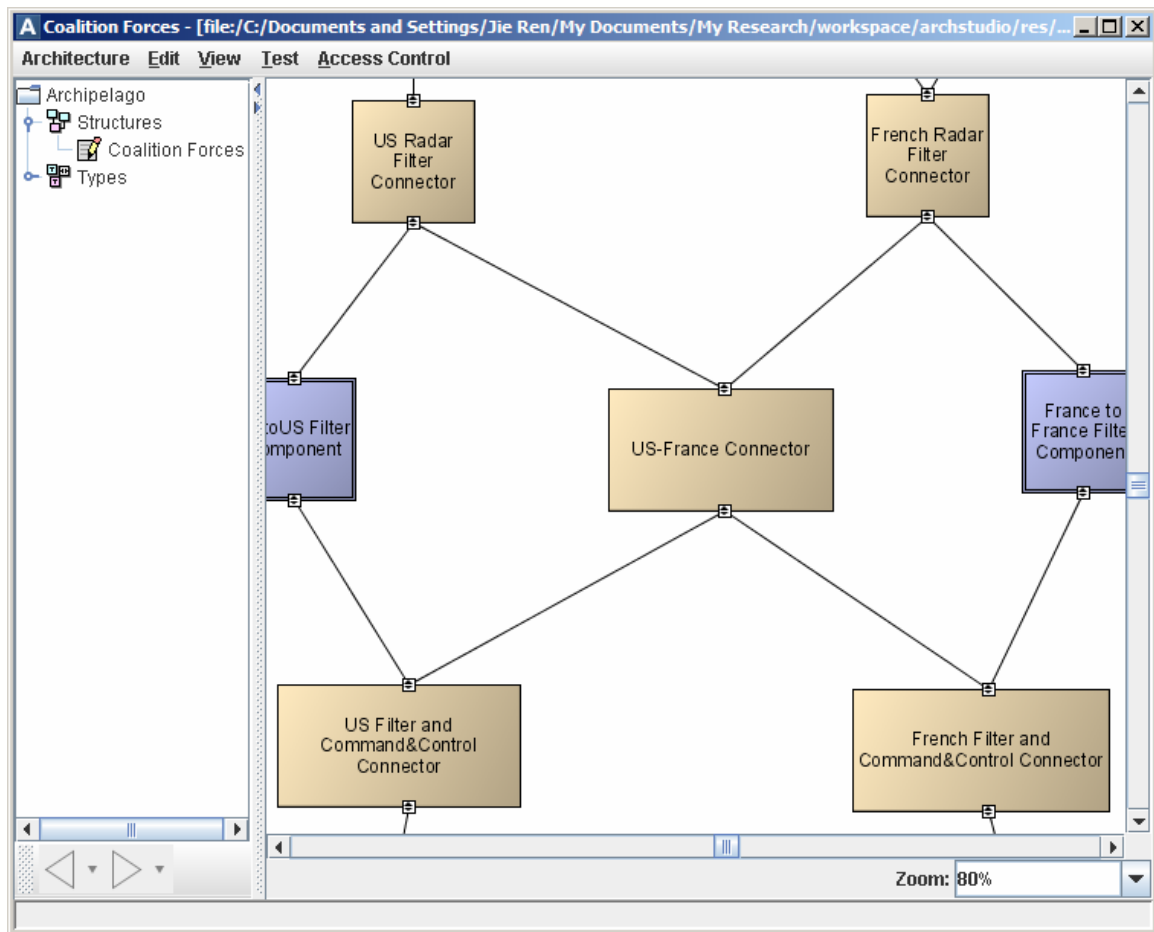 A Coalition Forces - [file:/C:/Documents and Settings/Jie Ren/My Documents/My Research/workspace/archstudio/res/...
Architecture Edit View Test Access Control
Archipelago
Structures
Coalition Forces
Types
US Radar
Filter
Connector
French Radar
Filter
Connector
toUS Filter
omponent
US-France Connector
France to
France Filte
Componen
US Filter and
Command&Control
Connector
French Filter and
Command&Control Connector
Zoom: 80%